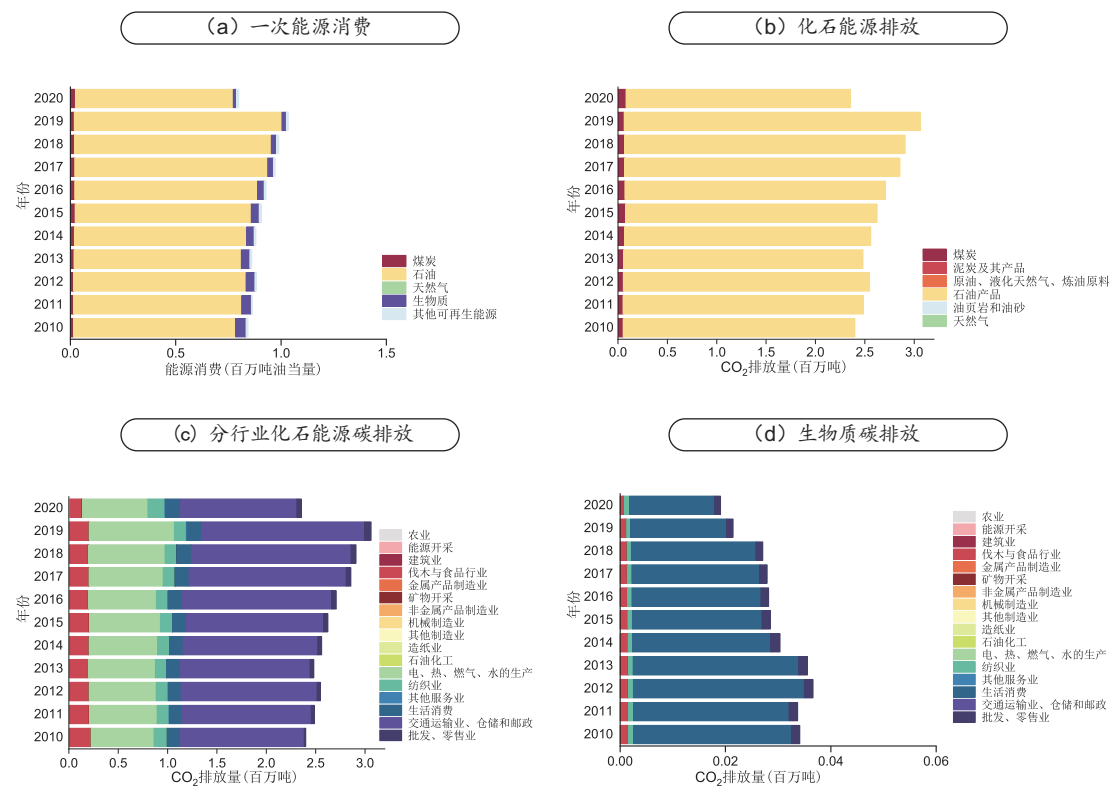 (a) 一次能源消费
2020
2019
2018
2017
2016
2015
2014
2013
2012
2011
2010
年份
0.0 0.5 1.0 1.5
能源消费(百万吨油当量)
煤炭
石油
天然气
生物质
其他可再生能源
(b) 化石能源排放
2020
2019
2018
2017
2016
2015
2014
2013
2012
2011
2010
年份
0.0 0.5 1.0 1.5 2.0 2.5 3.0
CO2排放量(百万吨)
煤炭
泥炭及其产品
原油、液化天然气、炼油原料
石油产品
油页岩和油砂
天然气
(c) 分行业化石能源碳排放
2020
2019
2018
2017
2016
2015
2014
2013
2012
2011
2010
年份
0.0 0.5 1.0 1.5 2.0 2.5 3.0
CO2排放量(百万吨)
农业
能源开采
建筑业
伐木与食品行业
金属产品制造业
矿物开采
非金属产品制造业
机械制造业
其他制造业
造纸业
石油化工
电、热、燃气、水的生产
纺织业
其他服务业
生活消费
交通运输业、仓储和邮政
批发、零售业
(d) 生物质碳排放
2020
2019
2018
2017
2016
2015
2014
2013
2012
2011
2010
年份
0.00 0.02 0.04 0.06
CO2排放量(百万吨)
农业
能源开采
建筑业
伐木与食品行业
金属产品制造业
矿物开采
非金属产品制造业
机械制造业
其他制造业
造纸业
石油化工
电、热、燃气、水的生产
纺织业
其他服务业
生活消费
交通运输业、仓储和邮政
批发、零售业